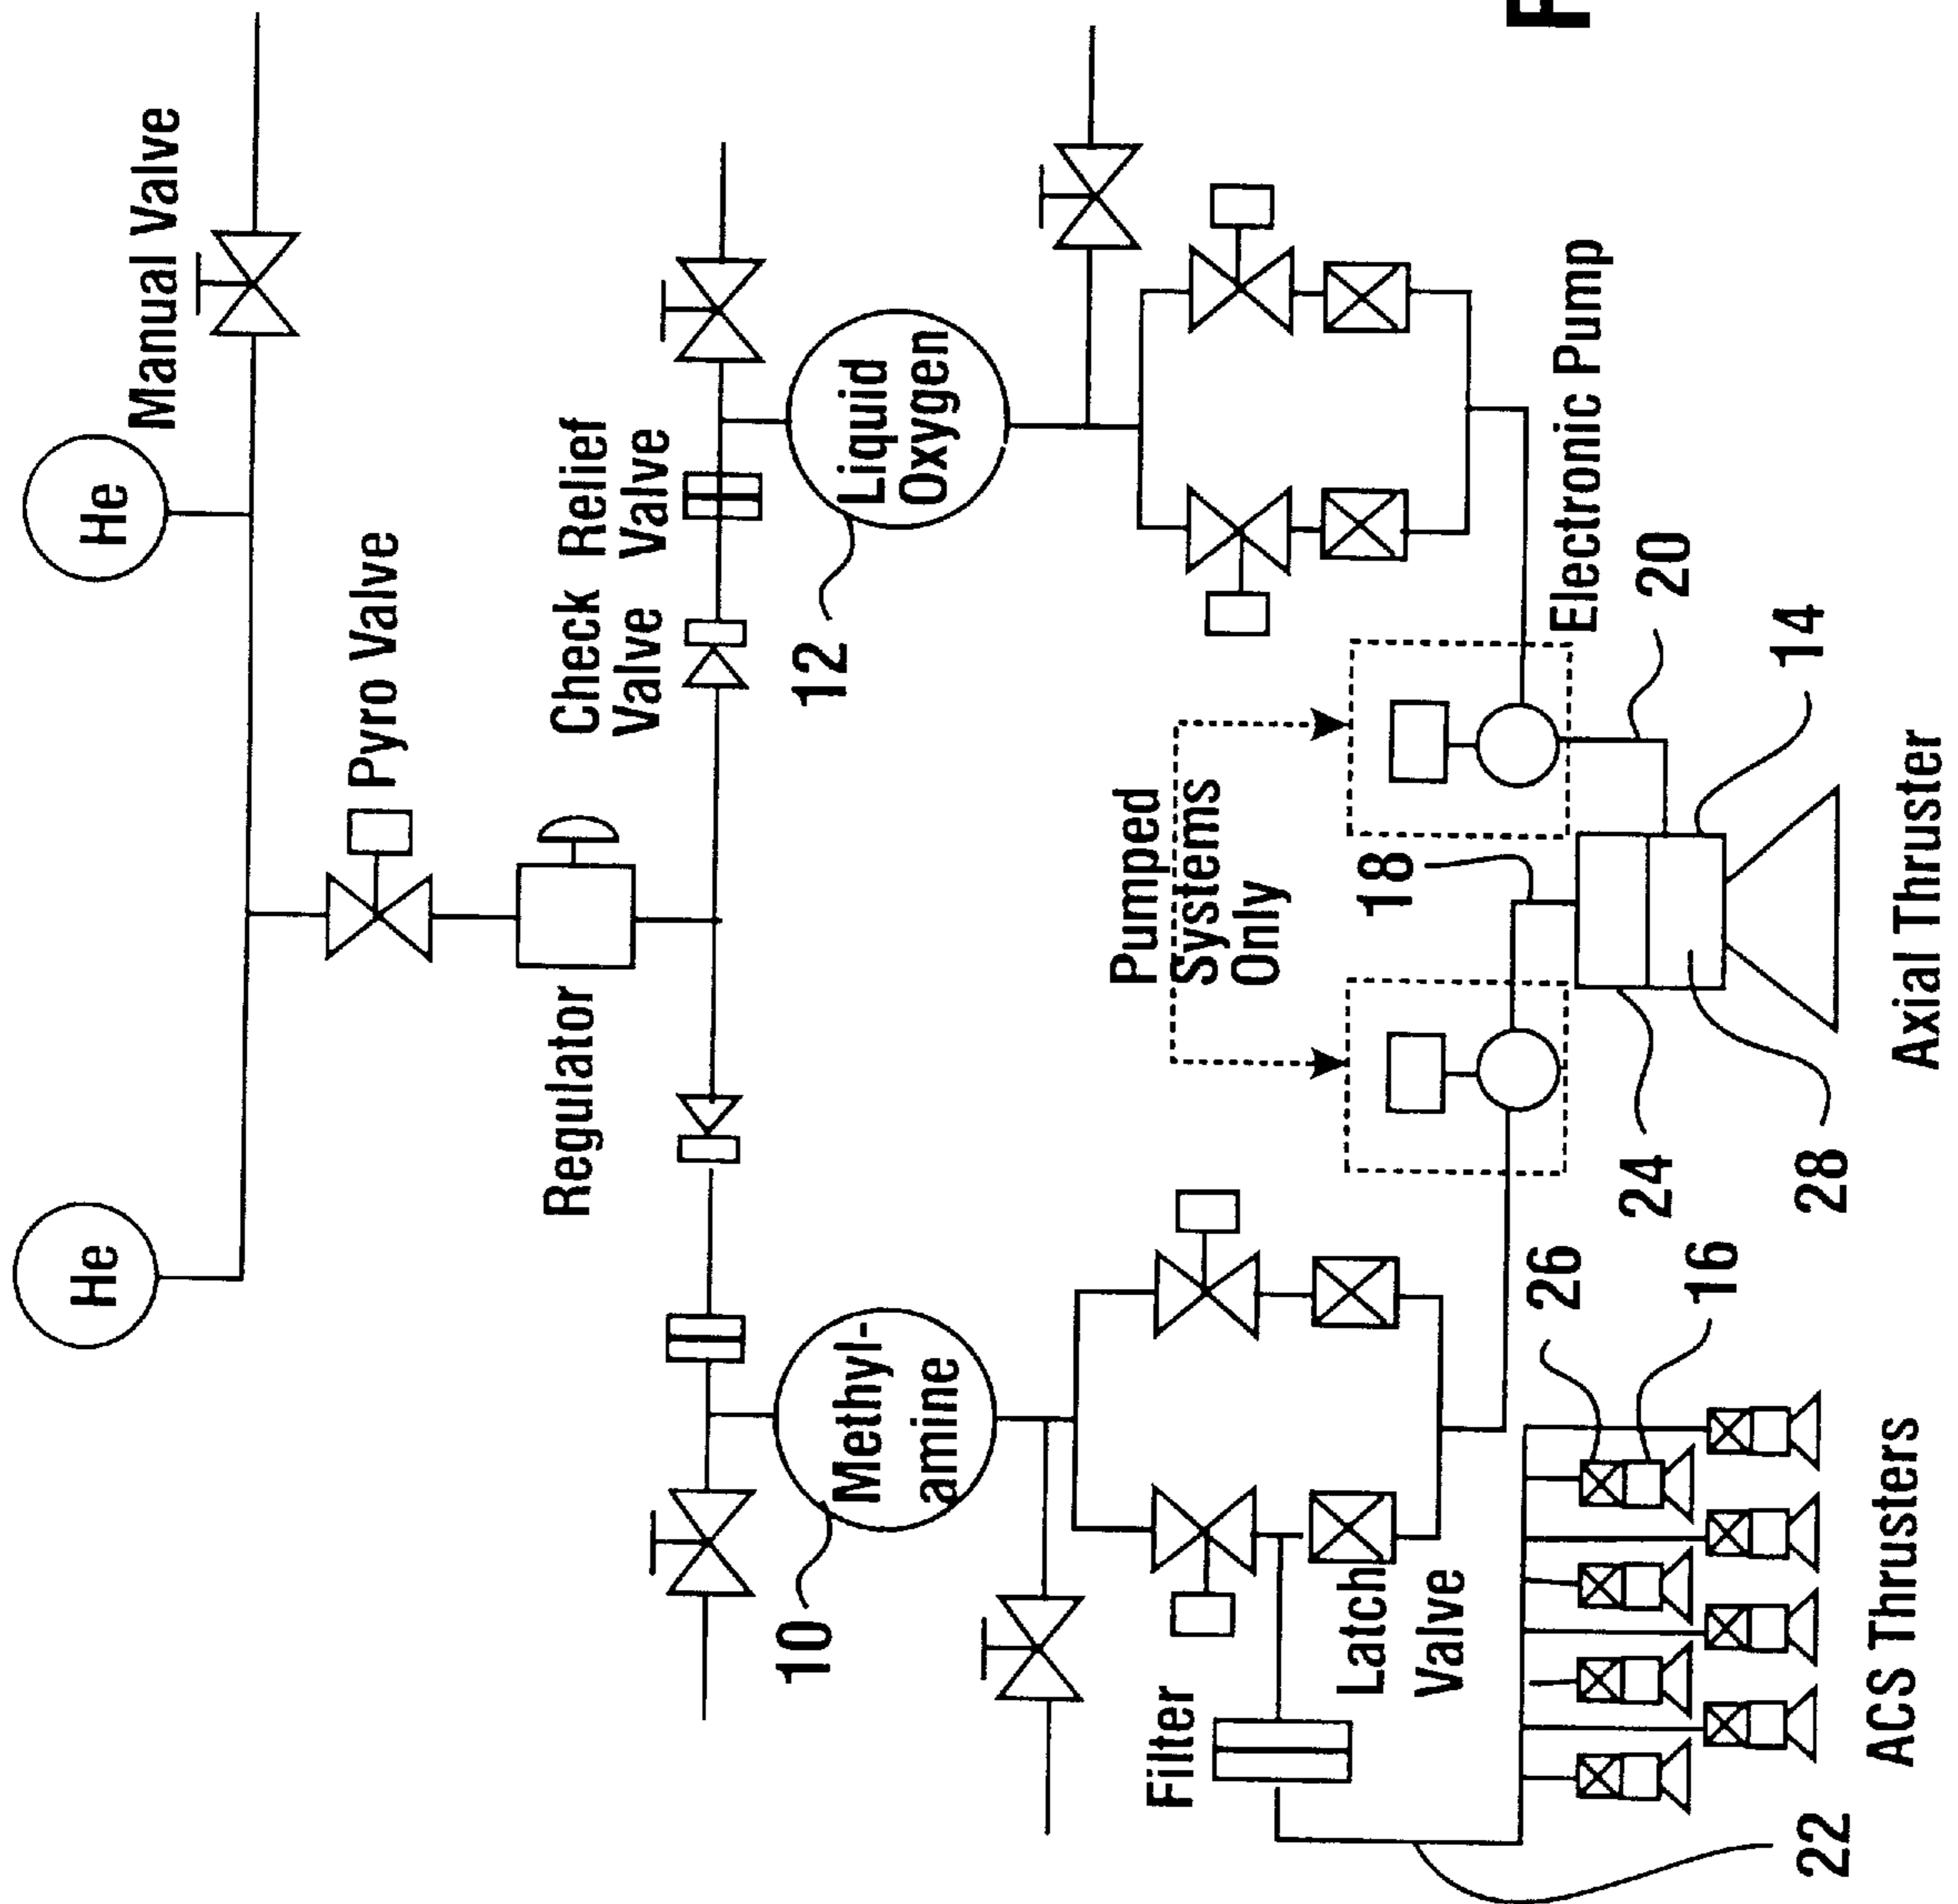 He
He
Manual Valve
Pyro Valve
Regulator
Check
Valve
Relief
Valve
10
Methyl-
amine
12
Liquid
Oxygen
Filter
Pumped
Systems
Only
Latch
Valve
18
Electronic Pump
26
24
20
16
14
22
28
ACS Thrusters
Axial Thruster